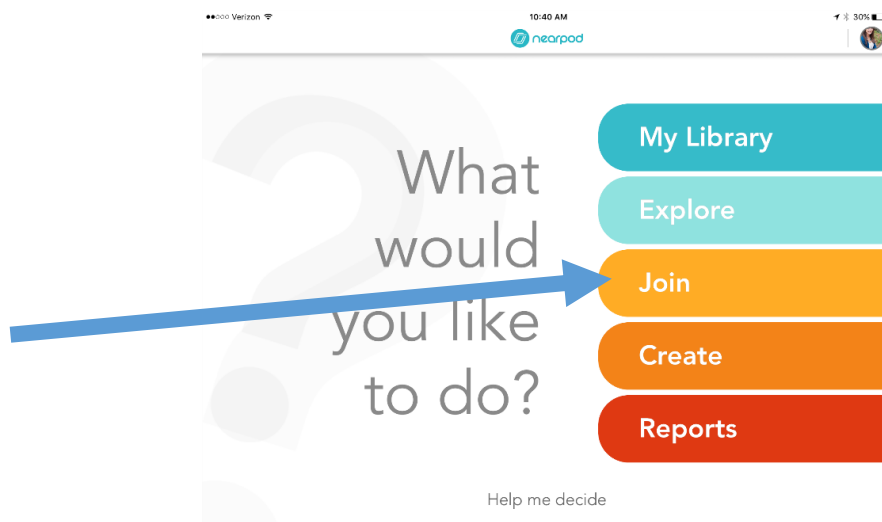 Verizon
10:40 AM
30%
nearpod
What
would
you like
to do?
My Library
Explore
Join
Create
Reports
Help me decide